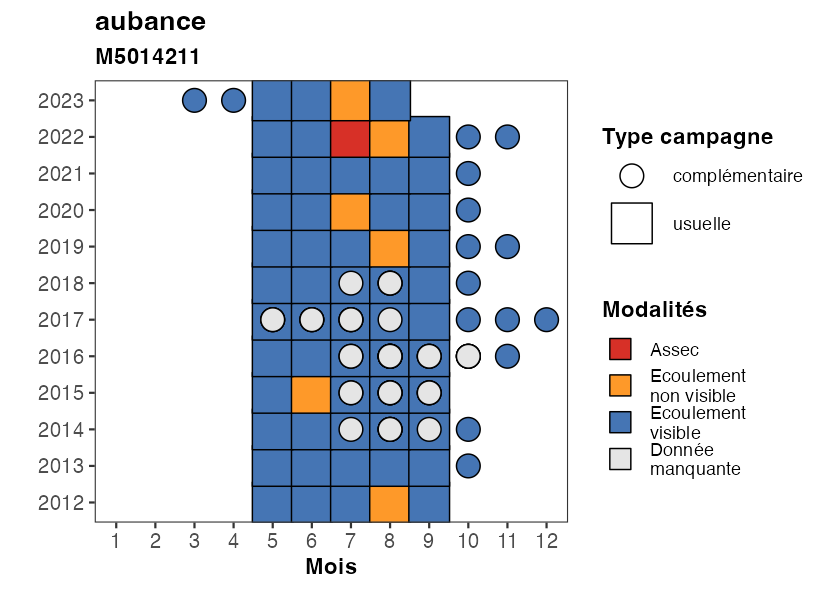 aubance
M5014211
2023
2022
2021
2020
2019
2018
2017
2016
2015
2014
2013
2012
1 2 3 4 5 6 7 8 9 10 11 12
Mois
Type campagne
complémentaire
usuelle
Modalités
Assec
Ecoulement
non visible
Ecoulement
visible
Donnée
manquante